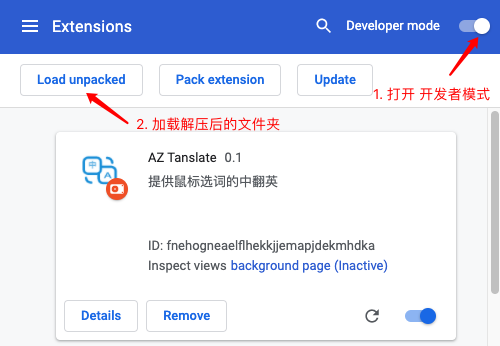 Extensions
Developer mode
Load unpacked
Pack extension
Update
1. 打开 开发者模式
2. 加载解压后的文件夹
AZ Tanslate 0.1
提供鼠标选词的中翻英
ID: fnehogneaelflhekkjjemapjdekmhdka
Inspect views background page (Inactive)
Details
Remove